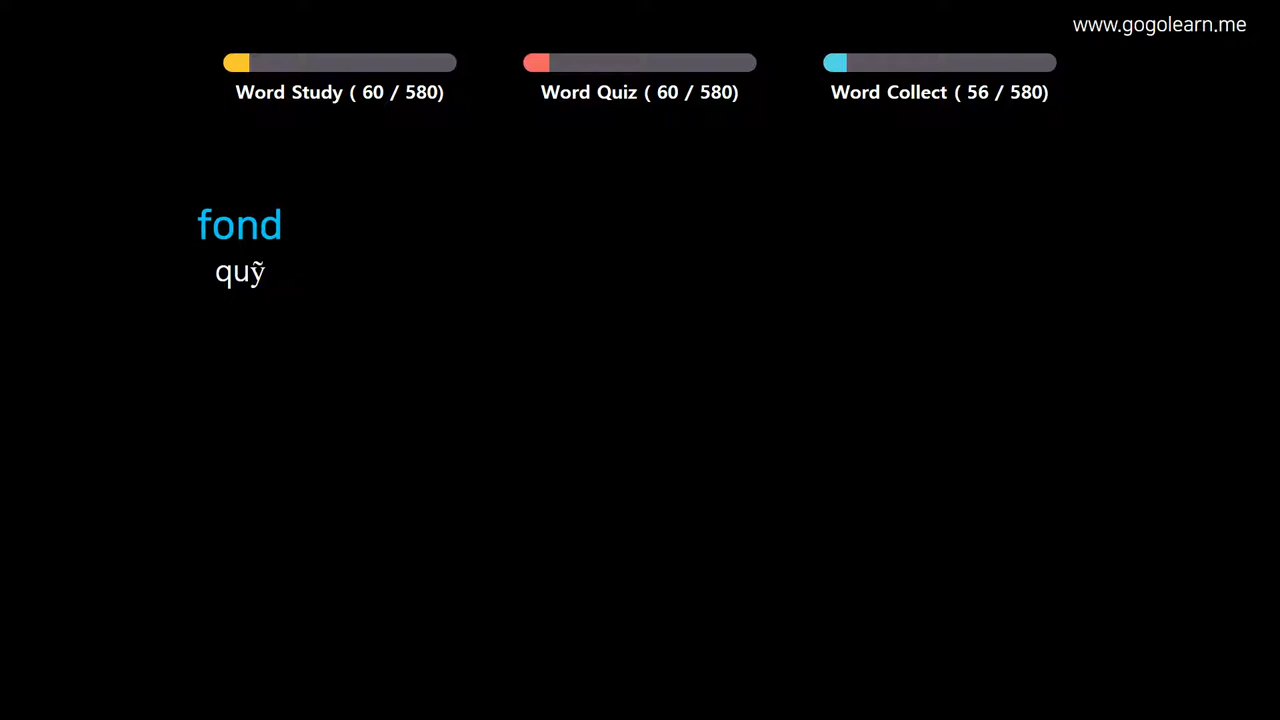 www.gogolearn.me
Word Study ( 60 / 580)
Word Quiz ( 60 / 580)
Word Collect ( 56 / 580)
fond
quỹ